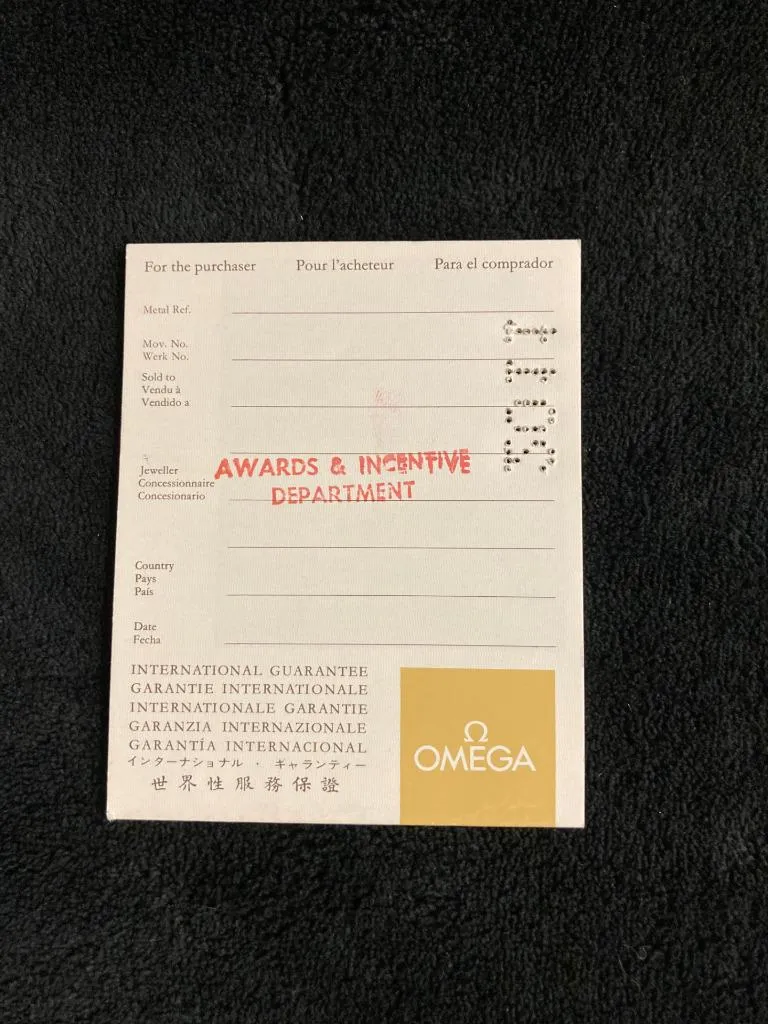 For the purchaser Pour l'acheteur Para el comprador
Metal Ref.
Mov. No.
Werk No.
Sold to
Vendu à
Vendido a
Jeweller
Concessionnaire
Concesionario
AWARDS & INCENTIVE
DEPARTMENT
Country
Pays
País
Date
Fecha
INTERNATIONAL GUARANTEE
GARANTIE INTERNATIONALE
INTERNATIONALE GARANTIE
GARANZIA INTERNAZIONALE
GARANTÍA INTERNACIONAL
インターナショナル · ギャランティー
世界性服務保證
Ω
OMEGA